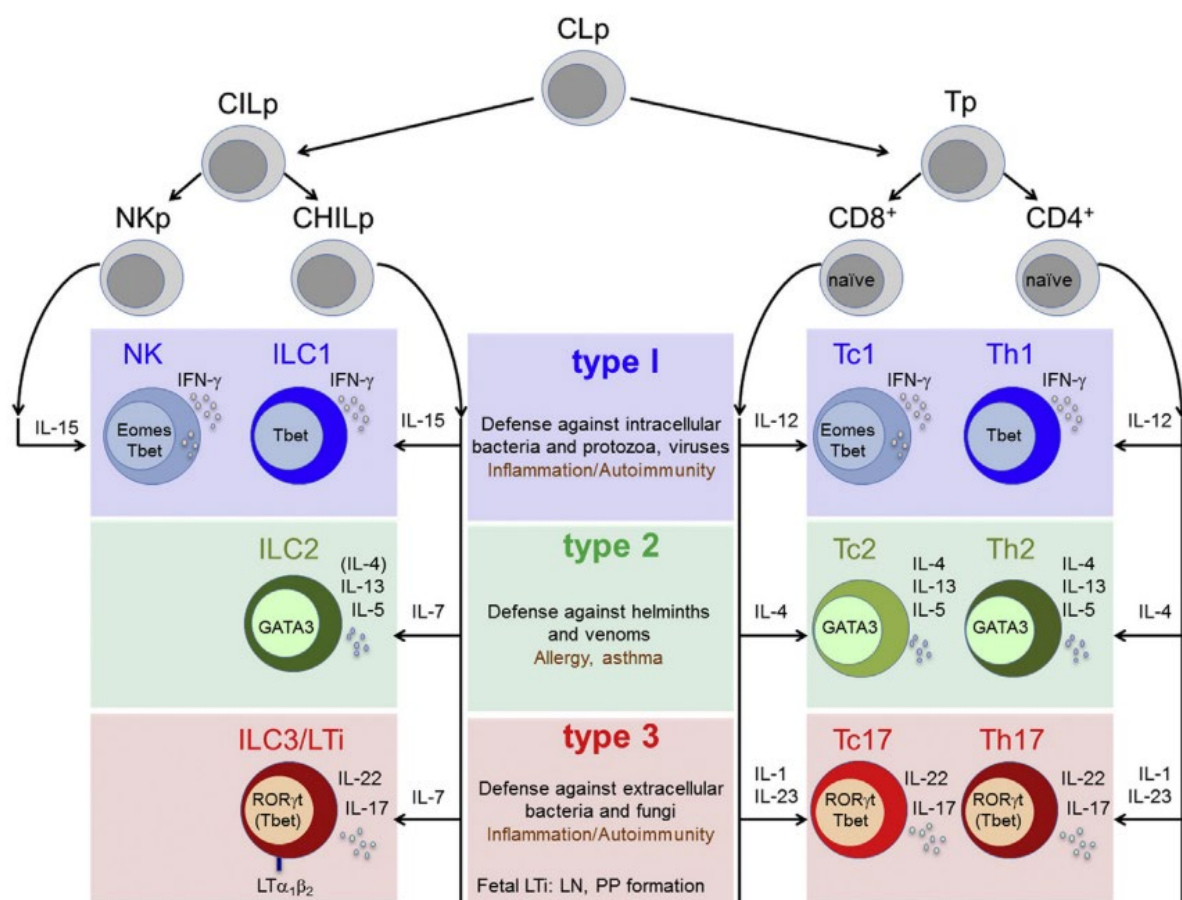 CLp
CILp
Tp
NKp
CHILp
CD8⁺
CD4⁺
naïve
naïve
NK
ILC1
type I
Tc1
Th1
IFN-γ
IFN-γ
IFN-γ
IFN-γ
IL-15
Eomes
Tbet
Tbet
IL-15
Defense against intracellular
bacteria and protozoa, viruses
Inflammation/Autoimmunity
IL-12
Eomes
Tbet
Tbet
IL-12
ILC2
type 2
Tc2
Th2
(IL-4)
IL-13
IL-5
GATA3
IL-7
Defense against helminths
and venoms
Allergy, asthma
IL-4
GATA3
IL-4
IL-13
IL-5
GATA3
IL-4
IL-13
IL-5
IL-4
ILC3/LTi
type 3
Tc17
Th17
RORγt
(Tbet)
IL-22
IL-17
IL-7
LTα₁β₂
Defense against extracellular
bacteria and fungi
Inflammation/Autoimmunity
Fetal LTi: LN, PP formation
IL-1
IL-23
RORγt
Tbet
IL-22
IL-17
RORγt
(Tbet)
IL-22
IL-17
IL-1
IL-23